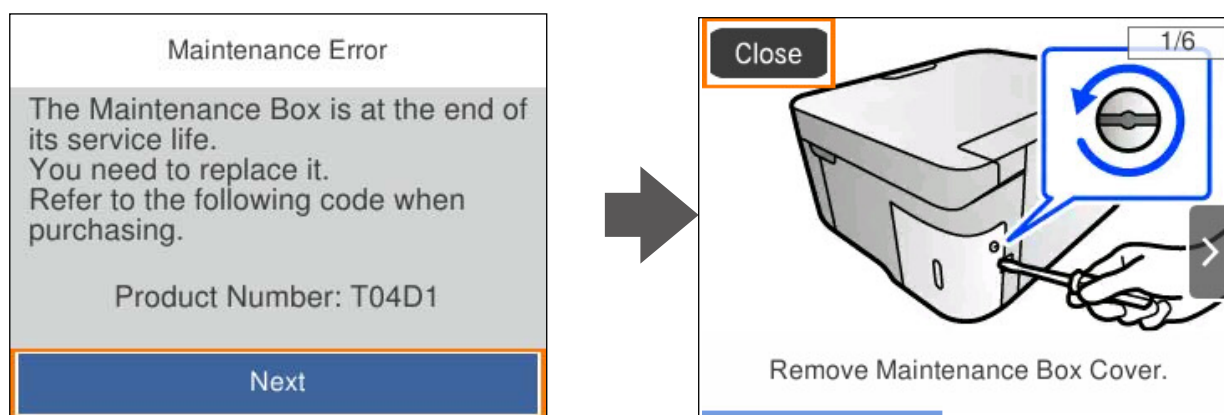 Maintenance Error
The Maintenance Box is at the end of
its service life.
You need to replace it.
Refer to the following code when
purchasing.
Product Number: T04D1
Next
Close
1/6
Remove Maintenance Box Cover.